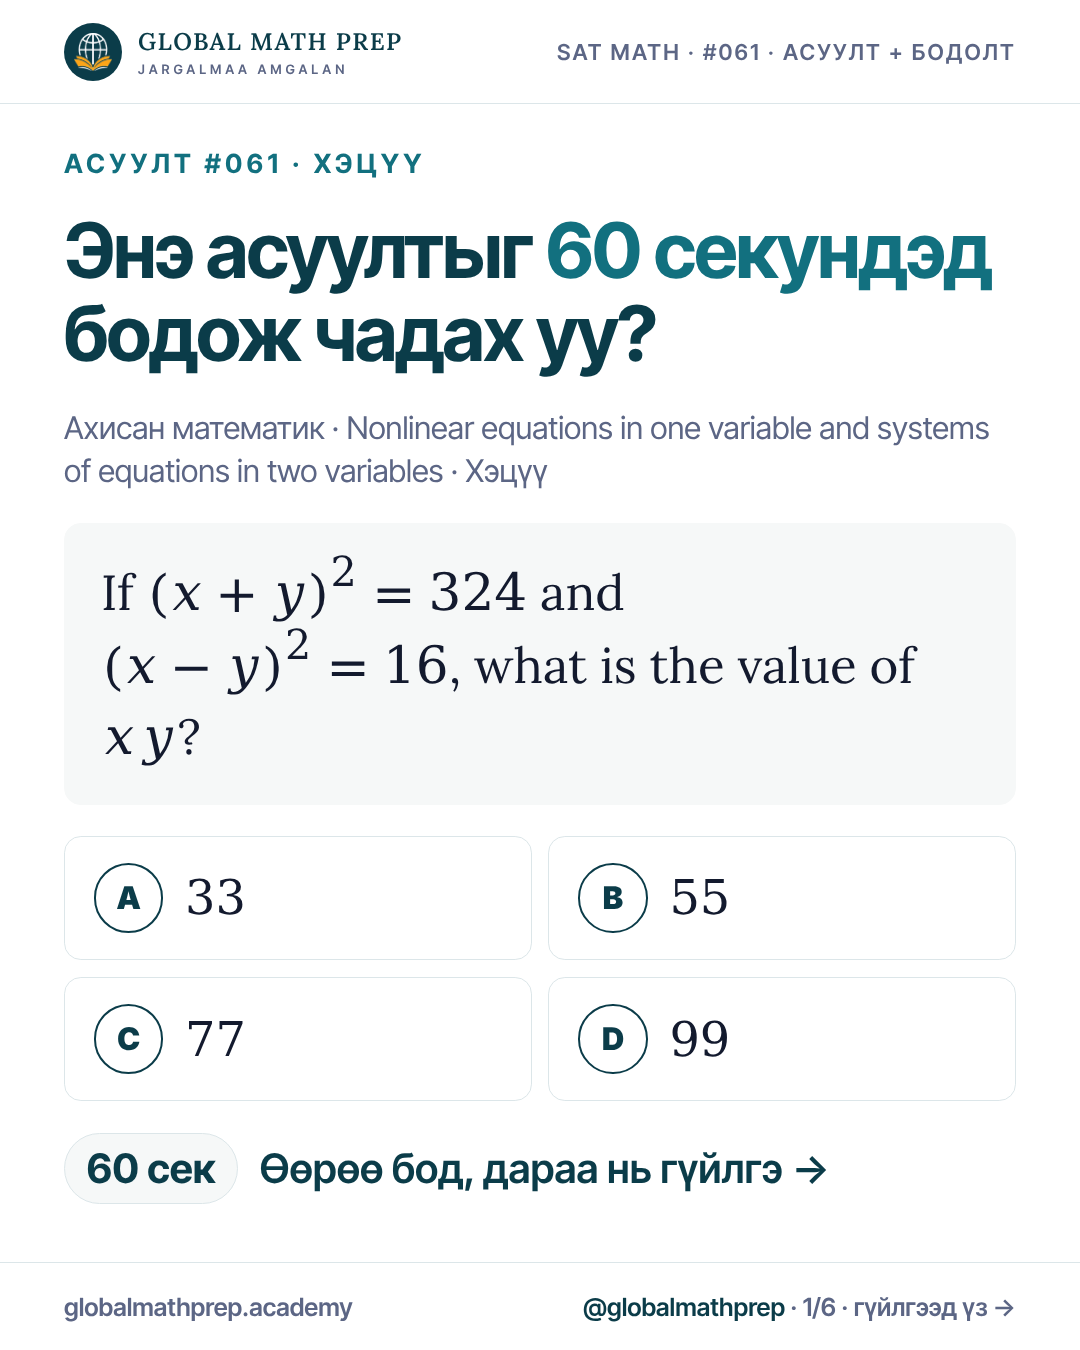 GLOBAL MATH PREP
JARGALMAA AMGALAN
SAT MATH · #061 · АСУУЛТ + БОДОЛТ
АСУУЛТ #061 · ХЭЦҮҮ
Энэ асуултыг 60 секундэд
бодож чадах уу?
Ахисан математик · Nonlinear equations in one variable and systems
of equations in two variables · Хэцүү
If (x + y)² = 324 and
(x − y)² = 16, what is the value of
x y?
A 33
B 55
C 77
D 99
60 сек Өөрөө бод, дараа нь гүйлгэ →
globalmathprep.academy
@globalmathprep · 1/6 · гүйлгээд үз →